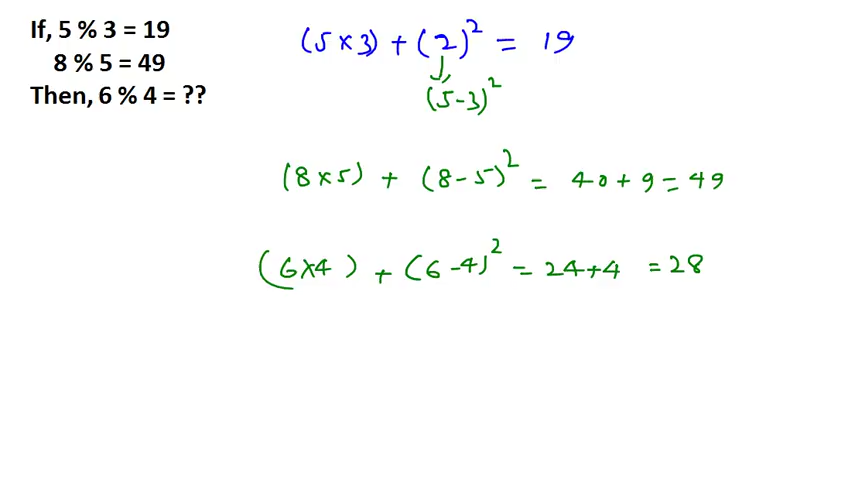 If, 5 % 3 = 19
8 % 5 = 49
Then, 6 % 4 = ??
(5 × 3) + (2)² = 19
(5-3)²
(8 × 5) + (8-5)² = 40 + 9 = 49
(6×4) + (6-4)² = 24+4 = 28